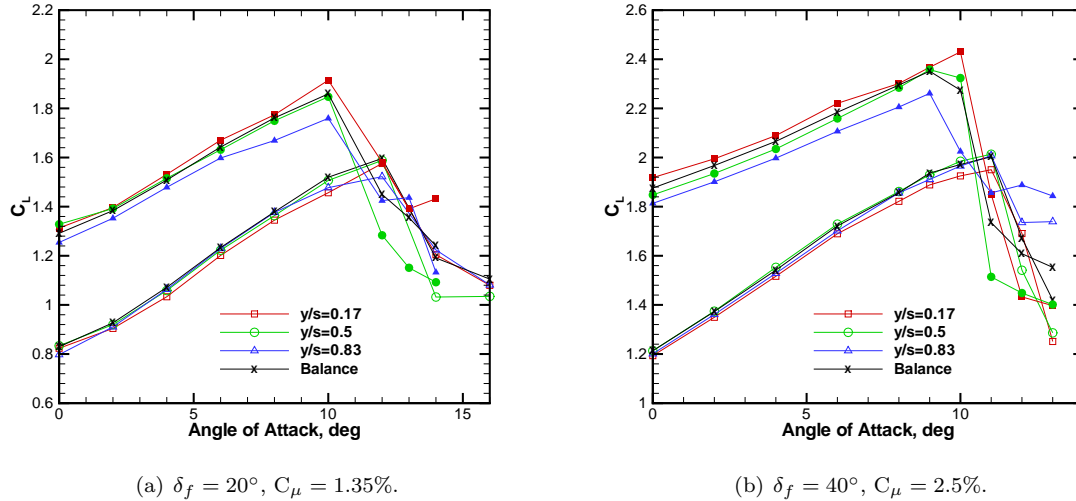 2.2
2
1.8
1.6
1.4
1.2
1
0.8
0.6
C_L
0 5 10 15
Angle of Attack, deg
y/s=0.17
y/s=0.5
y/s=0.83
Balance
(a) δ_f = 20°, C_μ = 1.35%.
2.6
2.4
2.2
2
1.8
1.6
1.4
1.2
1
C_L
0 5 10
Angle of Attack, deg
y/s=0.17
y/s=0.5
y/s=0.83
Balance
(b) δ_f = 40°, C_μ = 2.5%.